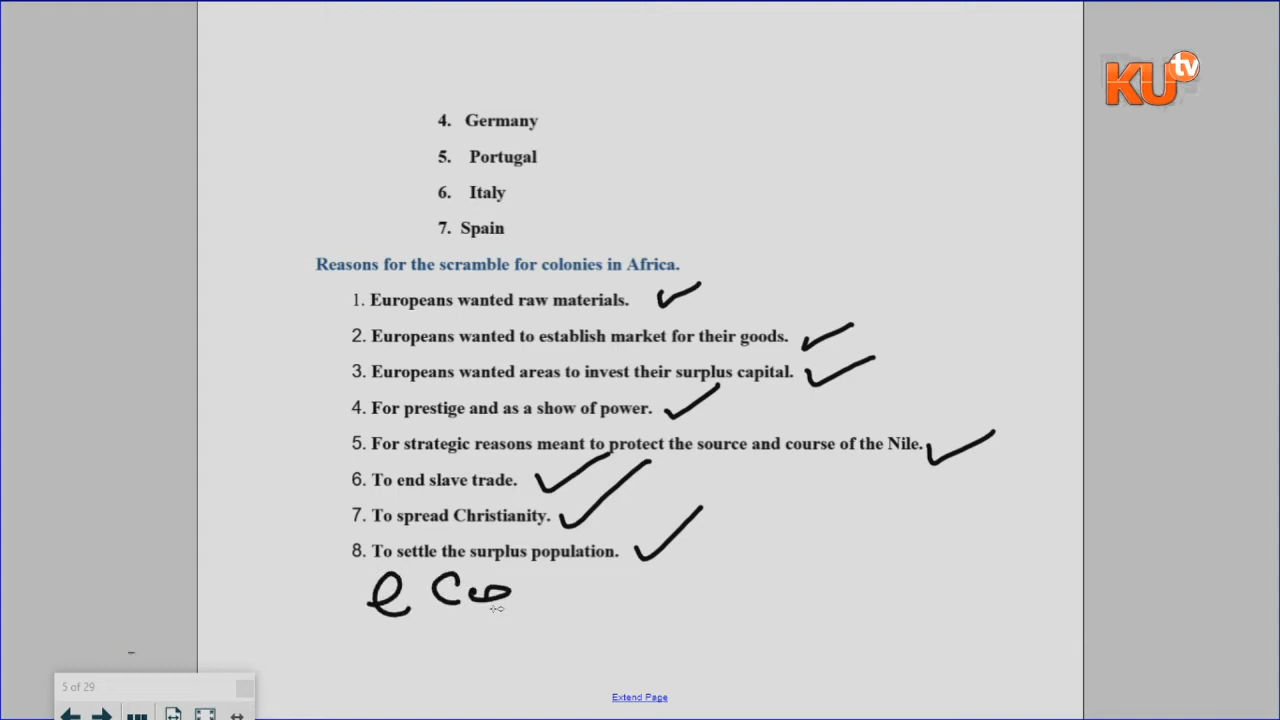 KU tv
4. Germany
5. Portugal
6. Italy
7. Spain
Reasons for the scramble for colonies in Africa.
1. Europeans wanted raw materials.
2. Europeans wanted to establish market for their goods.
3. Europeans wanted areas to invest their surplus capital.
4. For prestige and as a show of power.
5. For strategic reasons meant to protect the source and course of the Nile.
6. To end slave trade.
7. To spread Christianity.
8. To settle the surplus population.
5 of 29
Extend Page